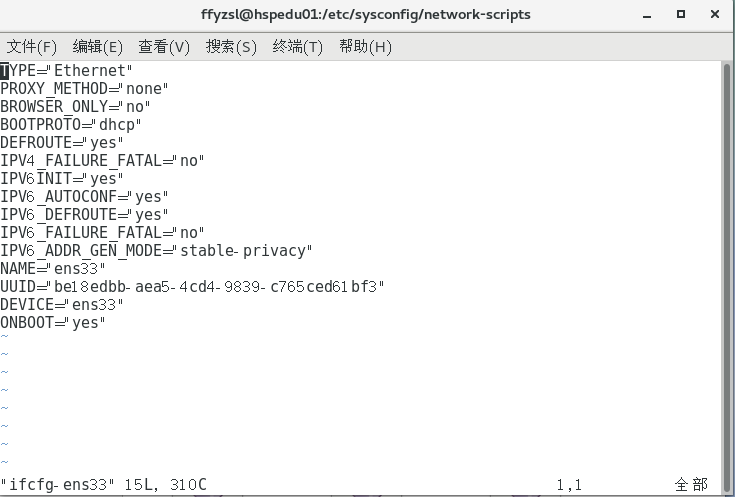 ffyzsl@hspedu01:/etc/sysconfig/network-scripts
文件(F) 编辑(E) 查看(V) 搜索(S) 终端(T) 帮助(H)
TYPE="Ethernet"
PROXY_METHOD="none"
BROWSER_ONLY="no"
BOOTPROTO="dhcp"
DEFROUTE="yes"
IPV4_FAILURE_FATAL="no"
IPV6INIT="yes"
IPV6_AUTOCONF="yes"
IPV6_DEFROUTE="yes"
IPV6_FAILURE_FATAL="no"
IPV6_ADDR_GEN_MODE="stable-privacy"
NAME="ens33"
UUID="be18edbb-aea5-4cd4-9839-c765ced61bf3"
DEVICE="ens33"
ONBOOT="yes"
~
~
~
~
~
~
~
~
"ifcfg-ens33" 15L, 310C 1,1 全部